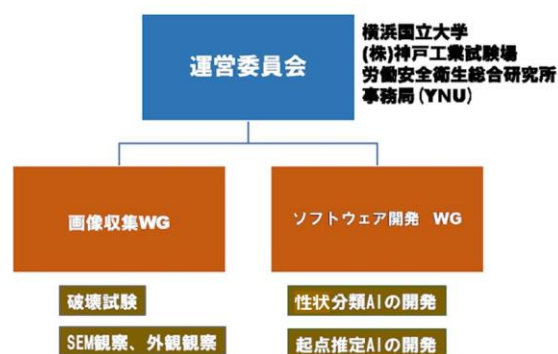 運営委員会
横浜国立大学
(株)神戸工業試験場
労働安全衛生総合研究所
事務局(YNU)
画像収集WG
ソフトウェア開発 WG
破壊試験
SEM観察、外観観察
性状分類AIの開発
起点推定AIの開発